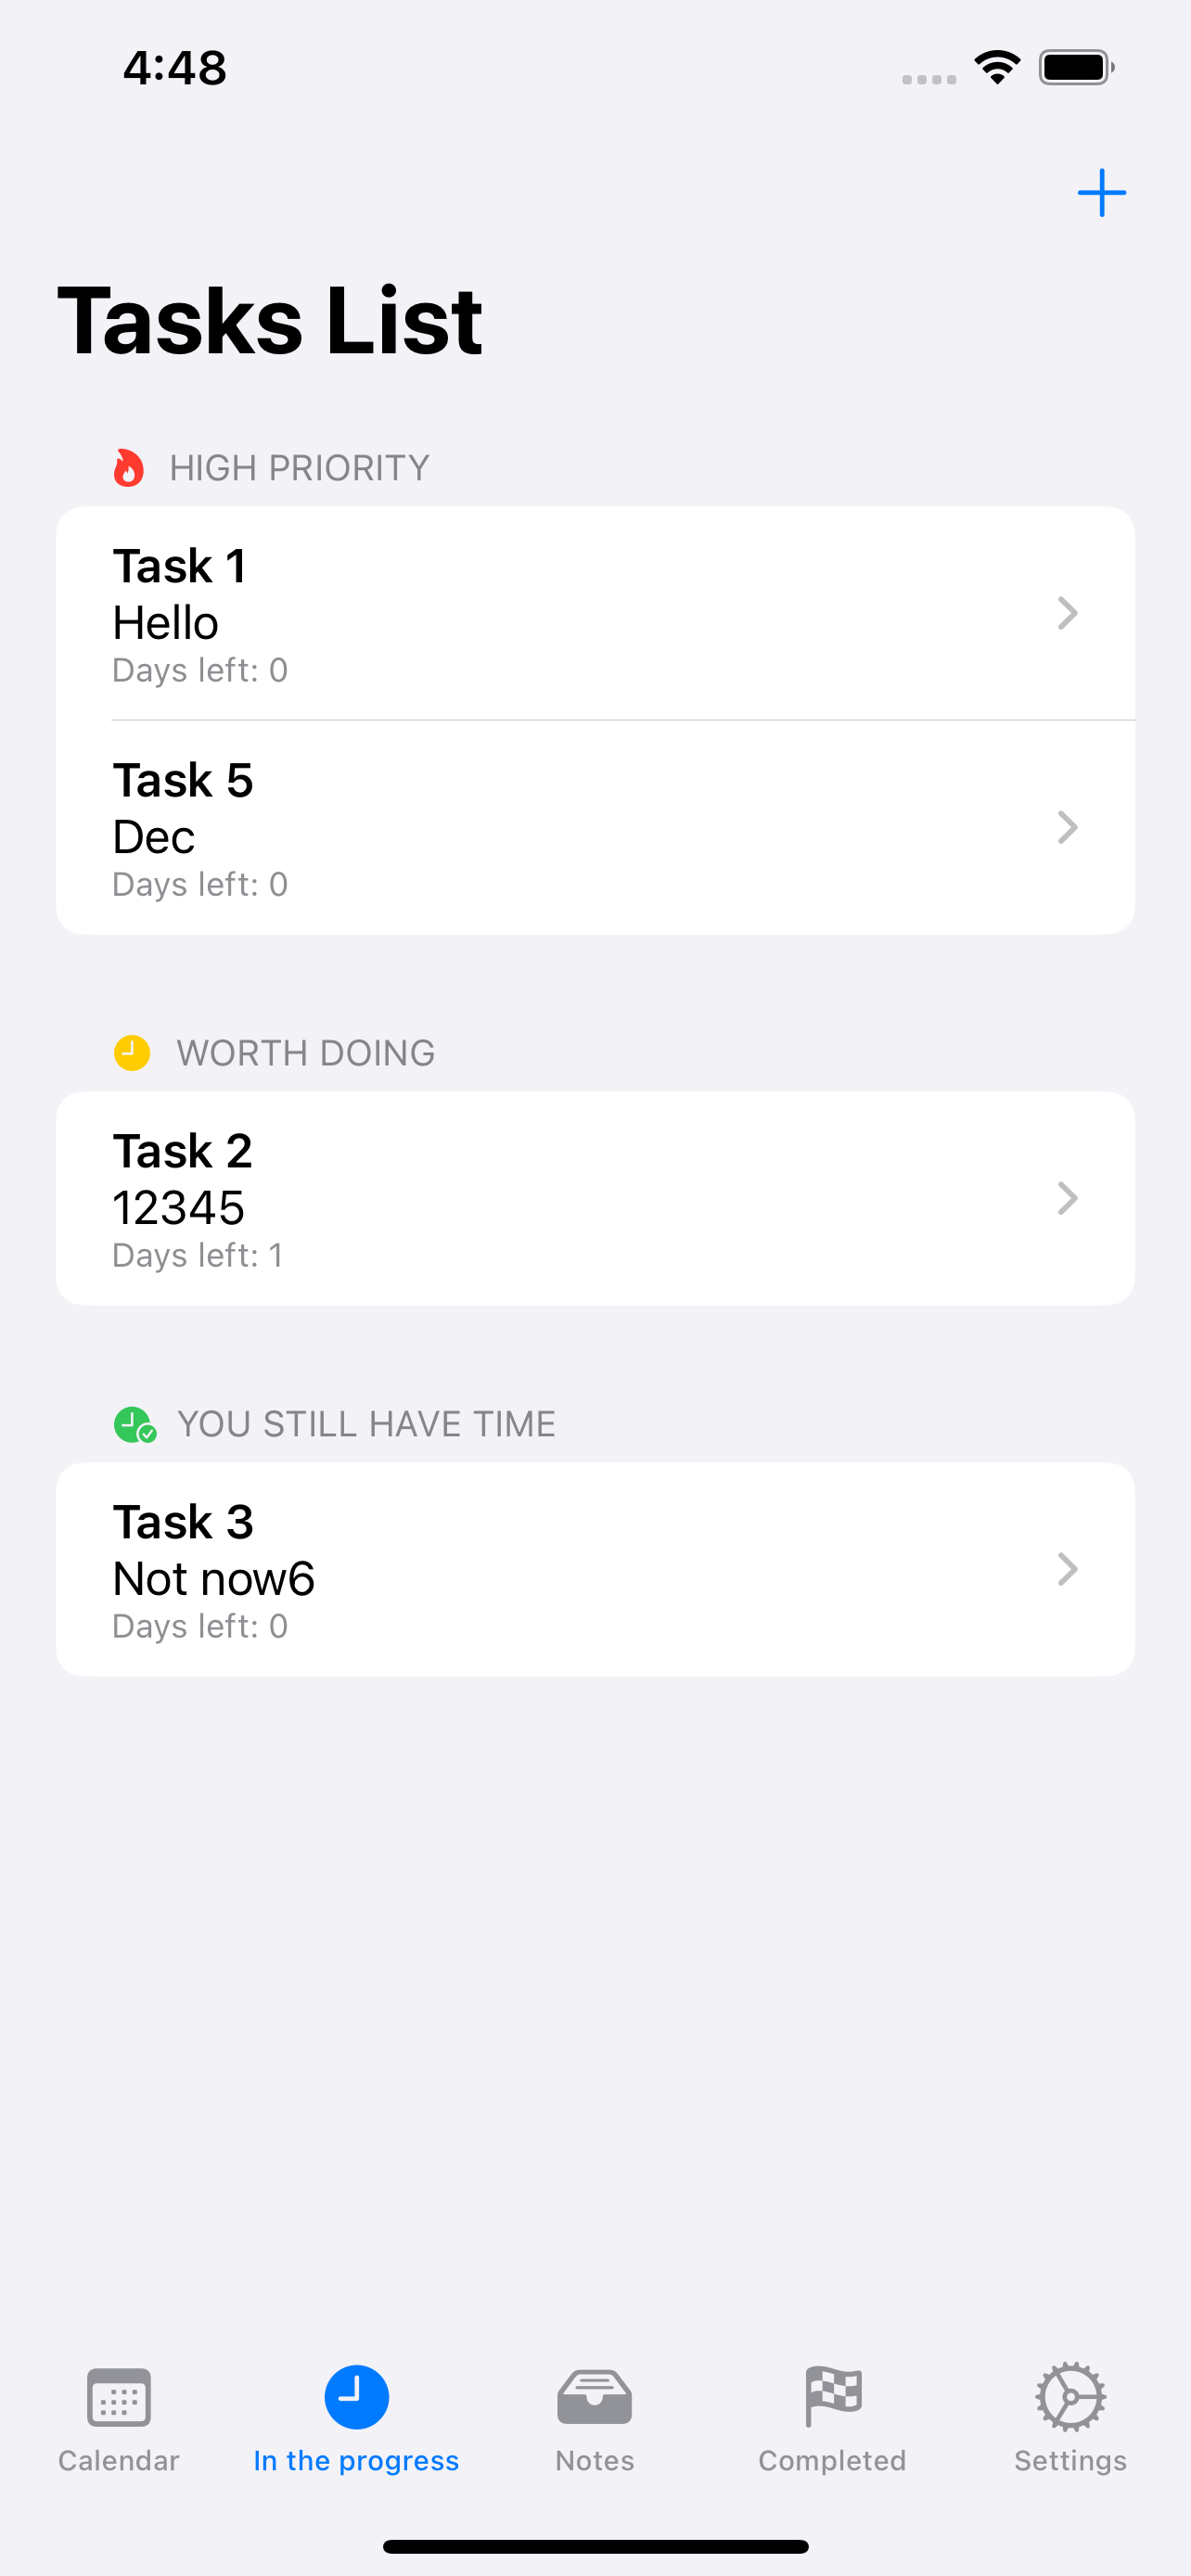 4:48
Tasks List
HIGH PRIORITY
Task 1
Hello
Days left: 0
Task 5
Dec
Days left: 0
WORTH DOING
Task 2
12345
Days left: 1
YOU STILL HAVE TIME
Task 3
Not now6
Days left: 0
Calendar
In the progress
Notes
Completed
Settings